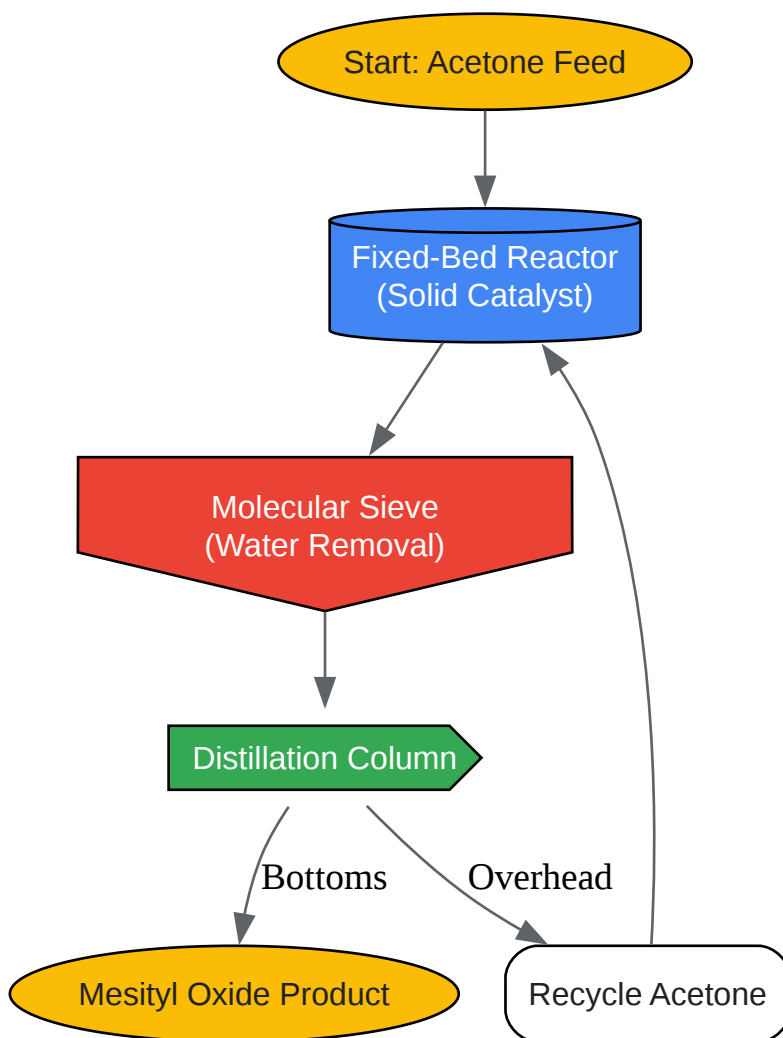 Start: Acetone Feed
Fixed-Bed Reactor
(Solid Catalyst)
Molecular Sieve
(Water Removal)
Distillation Column
Bottoms
Overhead
Mesityl Oxide Product
Recycle Acetone